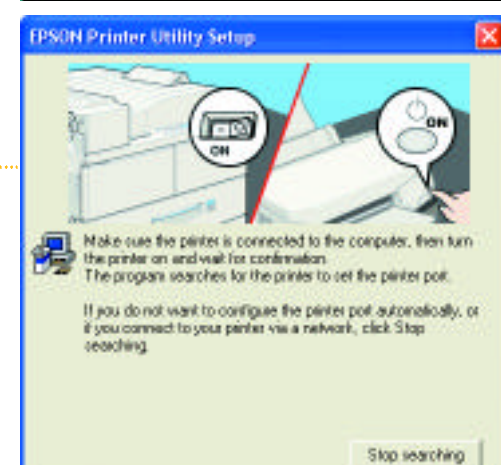 EPSON Printer Utility Setup
ON
ON
Make sure the printer is connected to the computer, then turn
the printer on and wait for confirmation.
The program searches for the printer to set the printer port.
If you do not want to configure the printer port automatically, or
if you connect to your printer via a network, click Stop
searching.
Stop searching